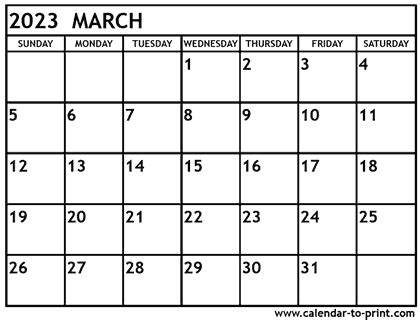 2023 MARCH
SUNDAY MONDAY TUESDAY WEDNESDAY THURSDAY FRIDAY SATURDAY
1 2 3 4
5 6 7 8 9 10 11
12 13 14 15 16 17 18
19 20 21 22 23 24 25
26 27 28 29 30 31
www.calendar-to-print.com